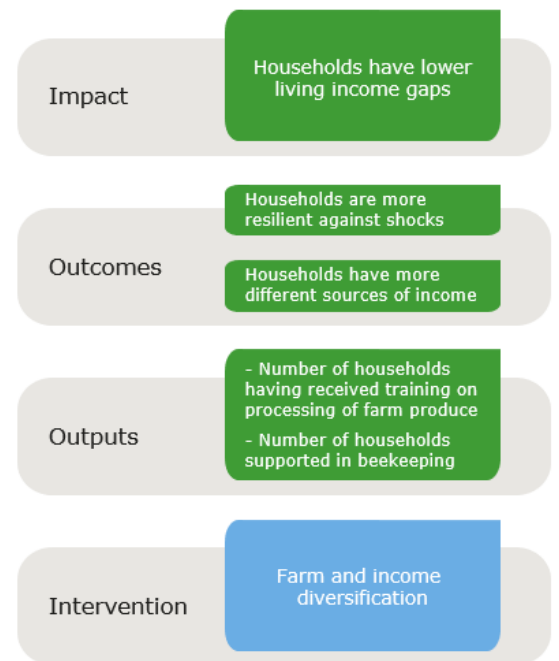 Impact
Households have lower
living income gaps
Outcomes
Households are more
resilient against shocks
Households have more
different sources of income
Outputs
- Number of households
having received training on
processing of farm produce
- Number of households
supported in beekeeping
Intervention
Farm and income
diversification